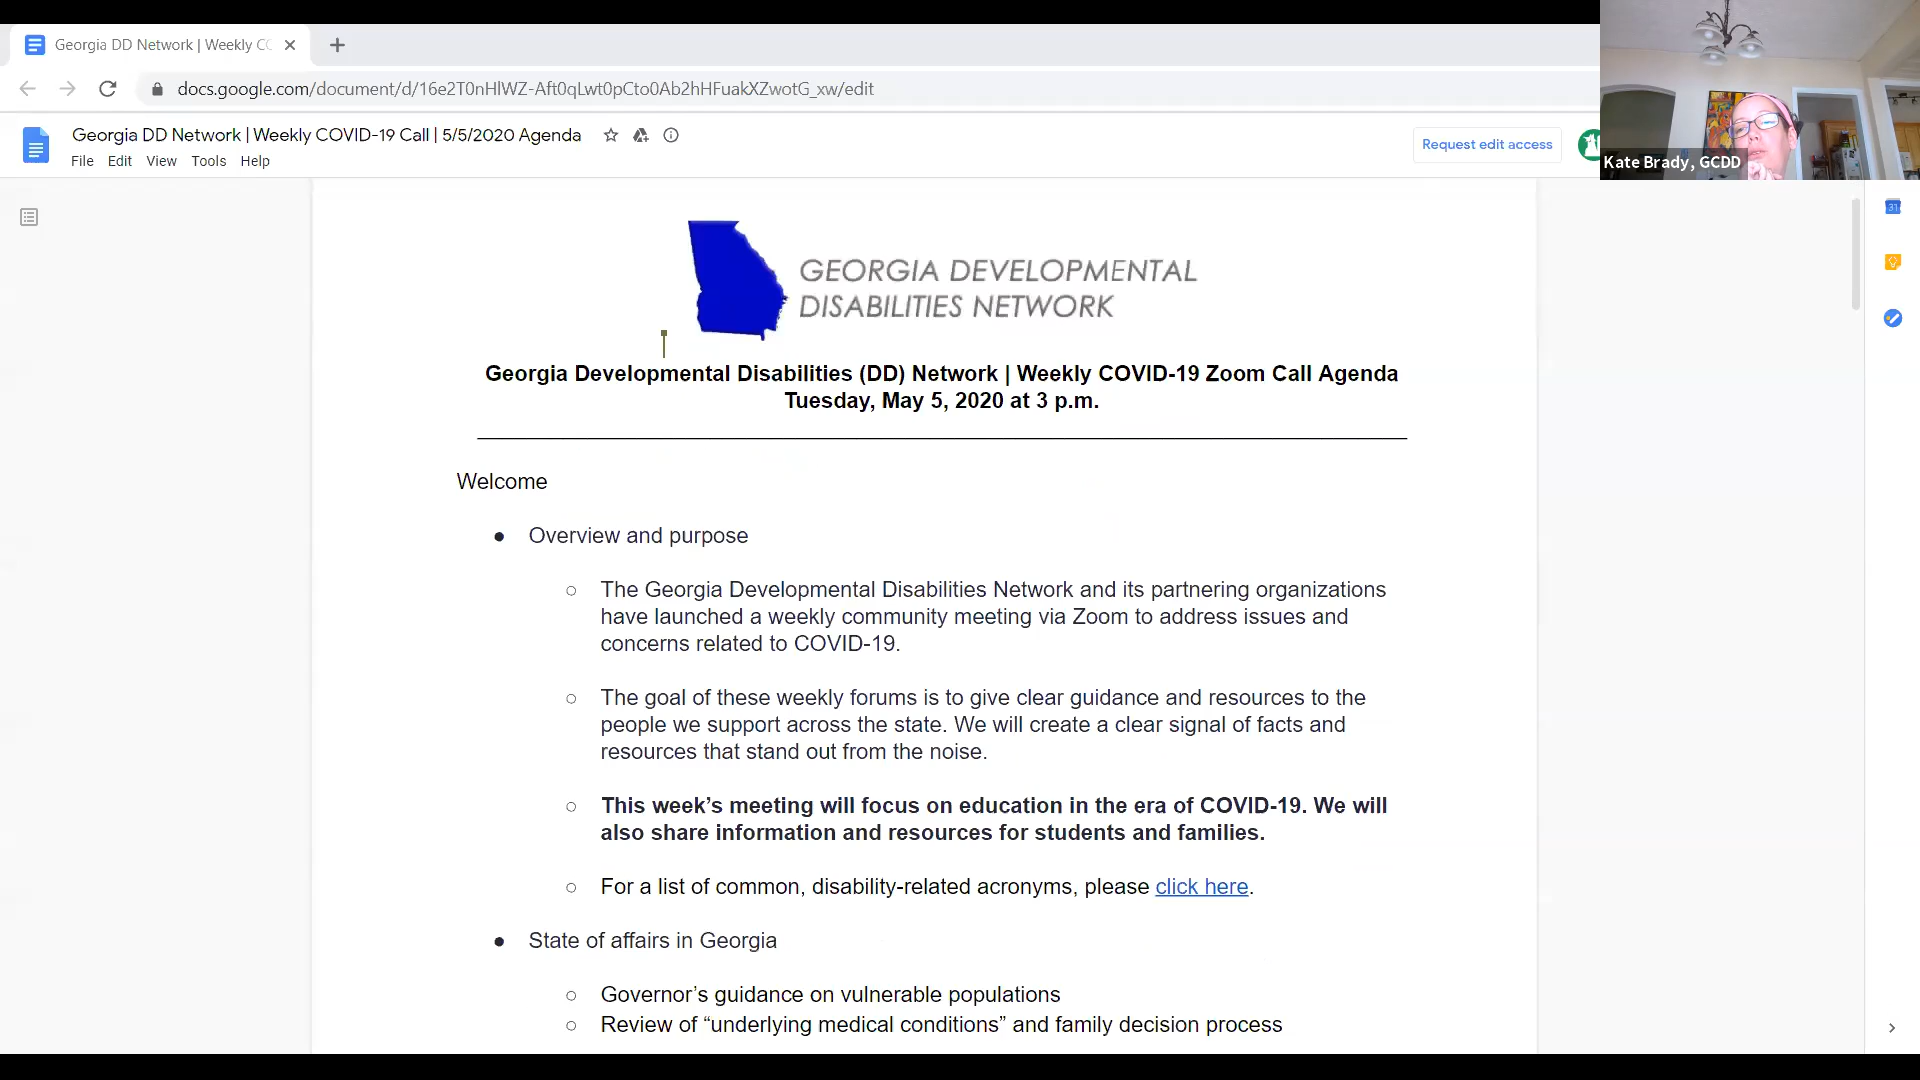 Georgia DD Network | Weekly CO
docs.google.com/document/d/16e2T0nHlWZ-Aft0qLwt0pCto0Ab2hHFuakXZwotG_xw/edit
Georgia DD Network | Weekly COVID-19 Call | 5/5/2020 Agenda
File Edit View Tools Help
Request edit access
Kate Brady, GCDD
31
GEORGIA DEVELOPMENTAL
DISABILITIES NETWORK
Georgia Developmental Disabilities (DD) Network | Weekly COVID-19 Zoom Call Agenda
Tuesday, May 5, 2020 at 3 p.m.
Welcome
● Overview and purpose
○ The Georgia Developmental Disabilities Network and its partnering organizations
have launched a weekly community meeting via Zoom to address issues and
concerns related to COVID-19.
○ The goal of these weekly forums is to give clear guidance and resources to the
people we support across the state. We will create a clear signal of facts and
resources that stand out from the noise.
○ This week’s meeting will focus on education in the era of COVID-19. We will
also share information and resources for students and families.
○ For a list of common, disability-related acronyms, please click here.
● State of affairs in Georgia
○ Governor’s guidance on vulnerable populations
○ Review of “underlying medical conditions” and family decision process